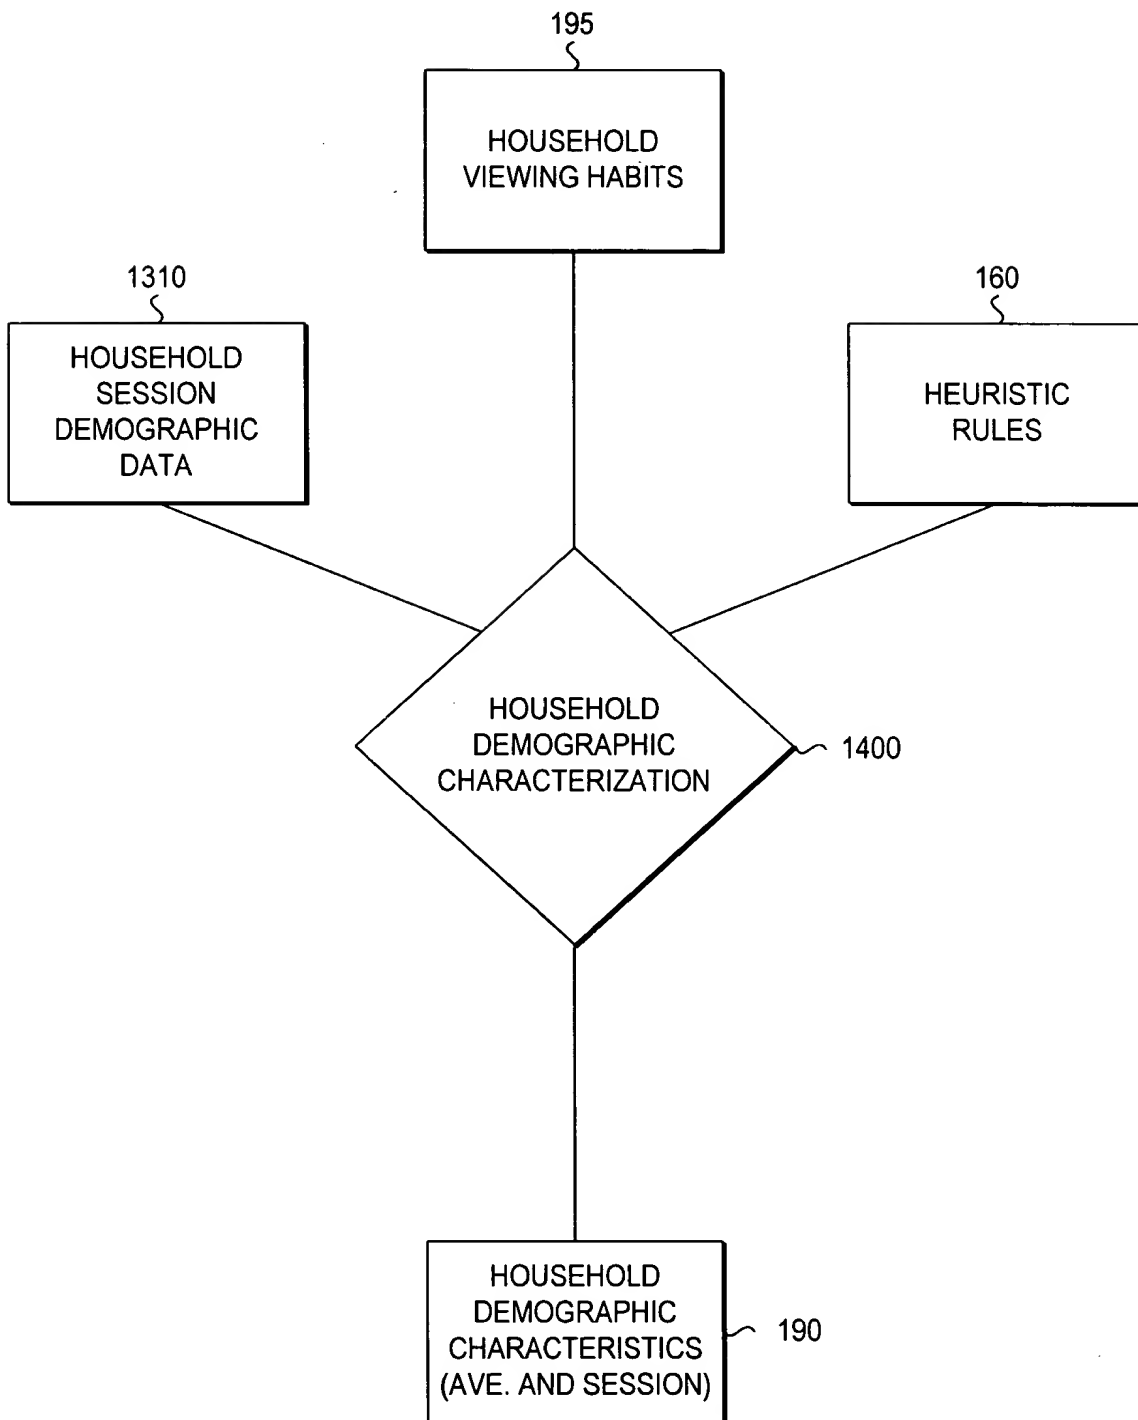 195
HOUSEHOLD
VIEWING HABITS
1310
HOUSEHOLD
SESSION
DEMOGRAPHIC
DATA
160
HEURISTIC
RULES
HOUSEHOLD
DEMOGRAPHIC
CHARACTERIZATION
1400
HOUSEHOLD
DEMOGRAPHIC
CHARACTERISTICS
(AVE. AND SESSION)
190